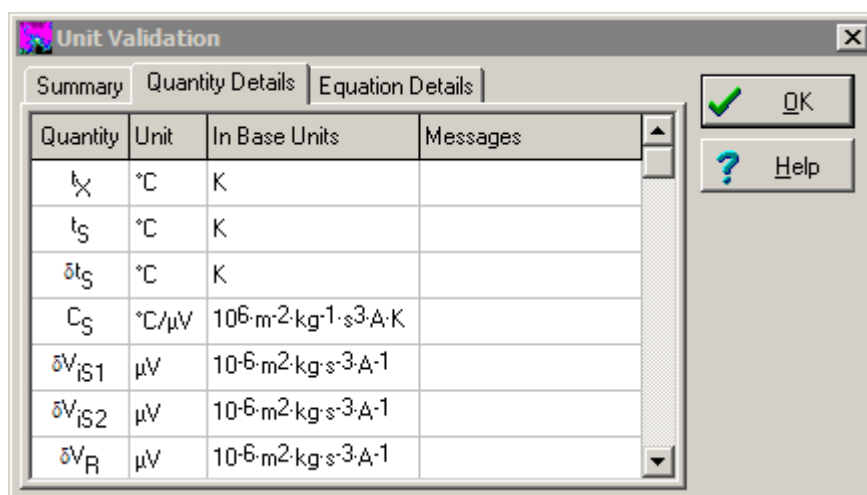 Unit Validation
Summary Quantity Details Equation Details
OK
Help
Quantity Unit In Base Units Messages
tX °C K
tS °C K
δtS °C K
CS °C/µV 10⁶·m⁻²·kg⁻¹·s³·A·K
δViS1 µV 10⁻⁶·m²·kg·s⁻³·A⁻¹
δViS2 µV 10⁻⁶·m²·kg·s⁻³·A⁻¹
δVR µV 10⁻⁶·m²·kg·s⁻³·A⁻¹